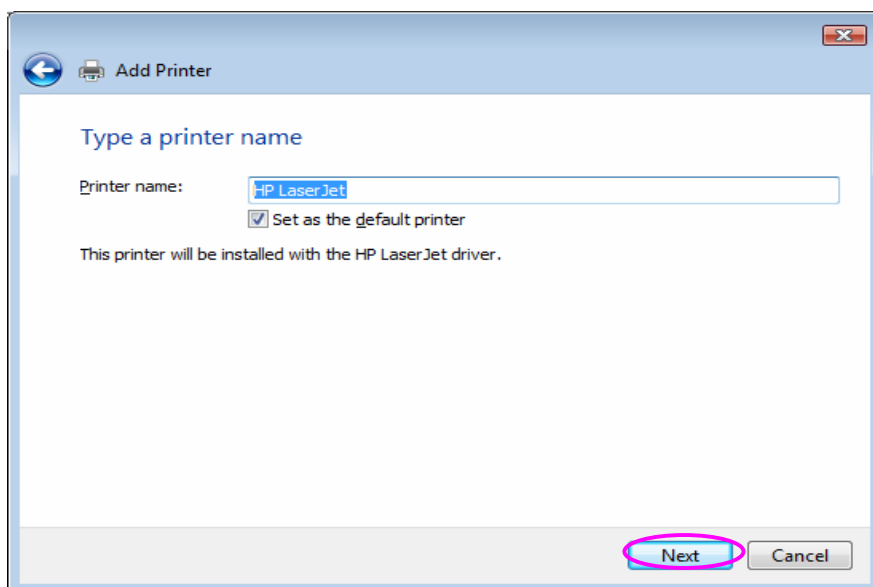 Add Printer
Type a printer name
Printer name: HP LaserJet
Set as the default printer
This printer will be installed with the HP LaserJet driver.
Next Cancel